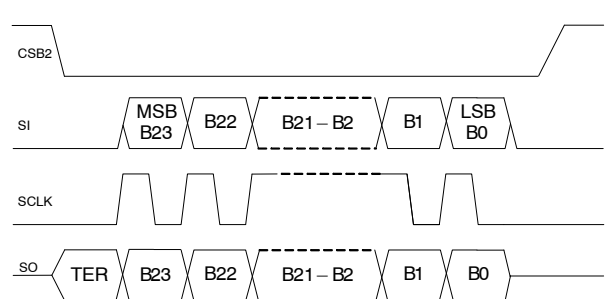 CSB2
SI
MSB
B23
B22
B21 – B2
B1
LSB
B0
SCLK
SO
TER
B23
B22
B21 – B2
B1
B0